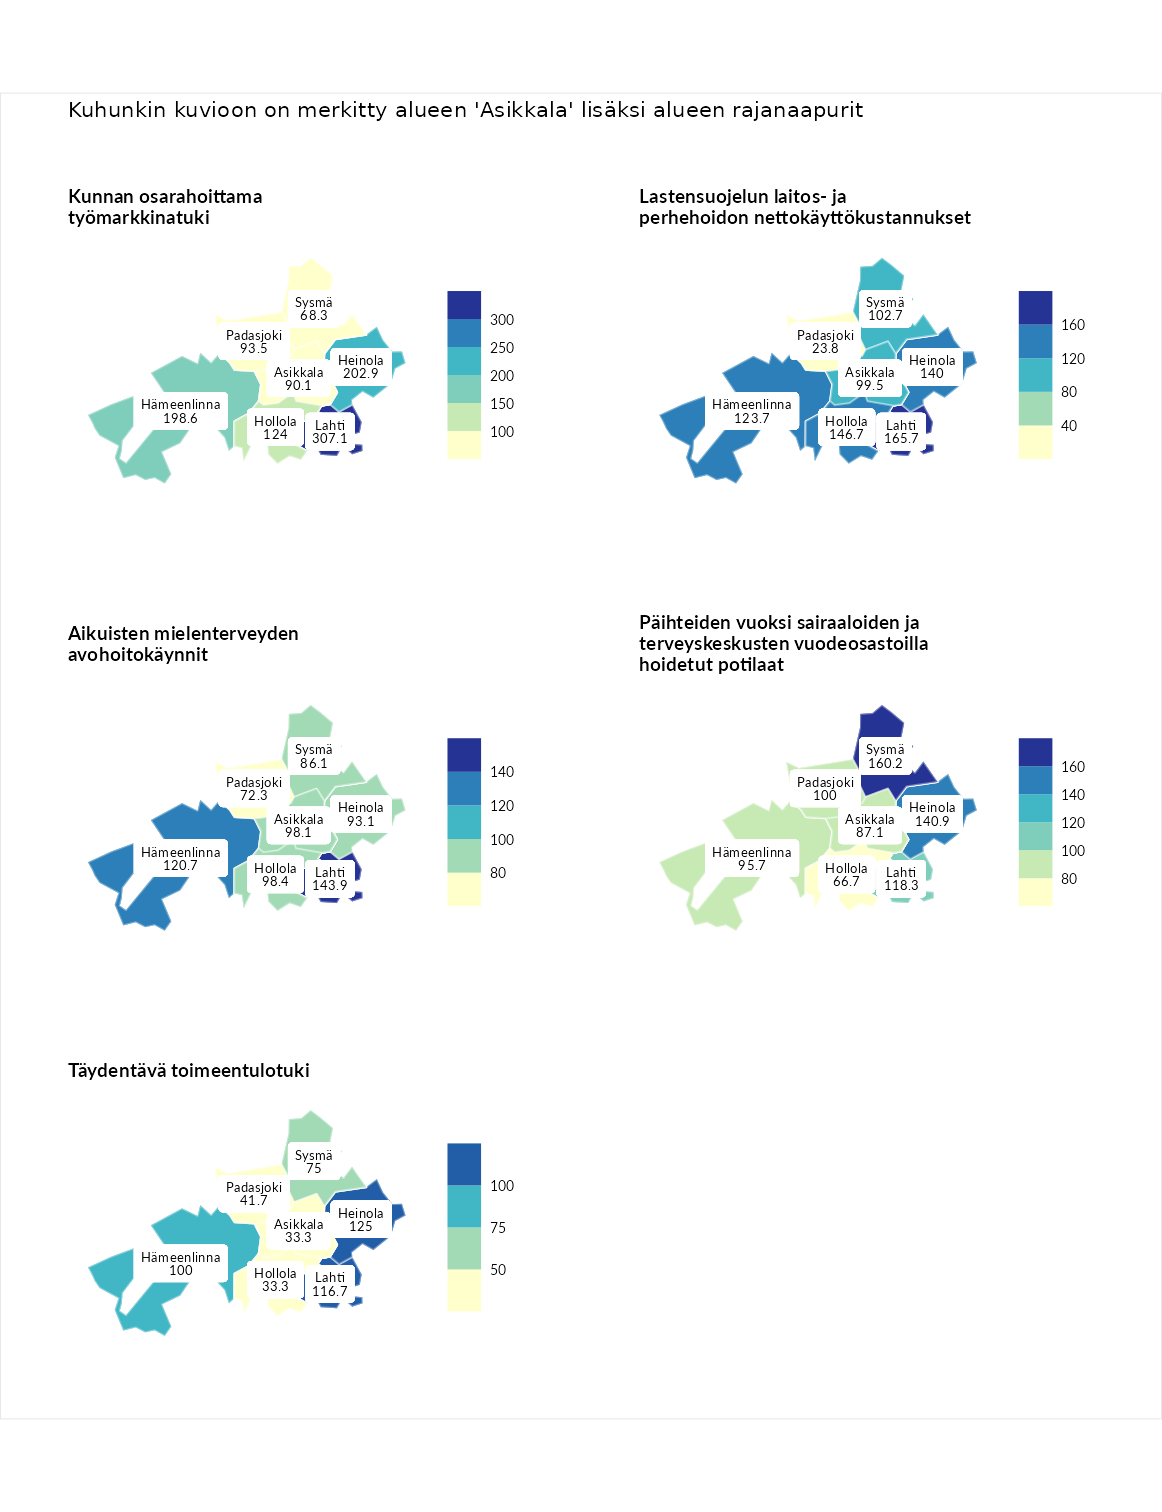 Kuhunkin kuvioon on merkitty alueen 'Asikkala' lisäksi alueen rajanaapurit
Kunnan osarahoittama
työmarkkinatuki
Sysmä
68.3
Padasjoki
93.5
Heinola
202.9
Asikkala
90.1
Hämeenlinna
198.6
Hollola
124
Lahti
307.1
300
250
200
150
100
Lastensuojelun laitos- ja
perhehoidon nettokäyttökustannukset
Sysmä
102.7
Padasjoki
23.8
Heinola
140
Asikkala
99.5
Hämeenlinna
123.7
Hollola
146.7
Lahti
165.7
160
120
80
40
Aikuisten mielenterveyden
avohoitokäynnit
Sysmä
86.1
Padasjoki
72.3
Heinola
93.1
Asikkala
98.1
Hämeenlinna
120.7
Hollola
98.4
Lahti
143.9
140
120
100
80
Päihteiden vuoksi sairaaloiden ja
terveyskeskusten vuodeosastoilla
hoidetut potilaat
Sysmä
160.2
Padasjoki
100
Heinola
140.9
Asikkala
87.1
Hämeenlinna
95.7
Hollola
66.7
Lahti
118.3
160
140
120
100
80
Täydentävä toimeentulotuki
Sysmä
75
Padasjoki
41.7
Heinola
125
Asikkala
33.3
Hämeenlinna
100
Hollola
33.3
Lahti
116.7
100
75
50